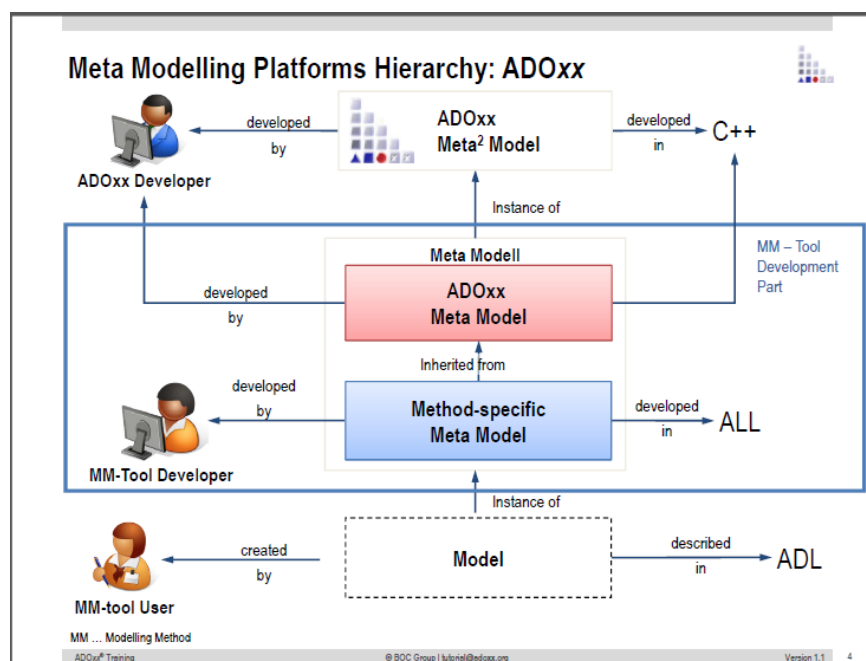 Meta Modelling Platforms Hierarchy: ADOxx
developed
by
ADOxx
Meta² Model
developed
in
C++
ADOxx Developer
Instance of
MM – Tool
Development
Part
Meta Modell
developed
by
ADOxx
Meta Model
Inherited from
developed
by
Method-specific
Meta Model
developed
in
ALL
MM-Tool Developer
Instance of
created
by
Model
described
in
ADL
MM-tool User
MM ... Modelling Method
ADOxx® Training
© BOC Group | tutorial@adoxx.org
Version 1.1
4